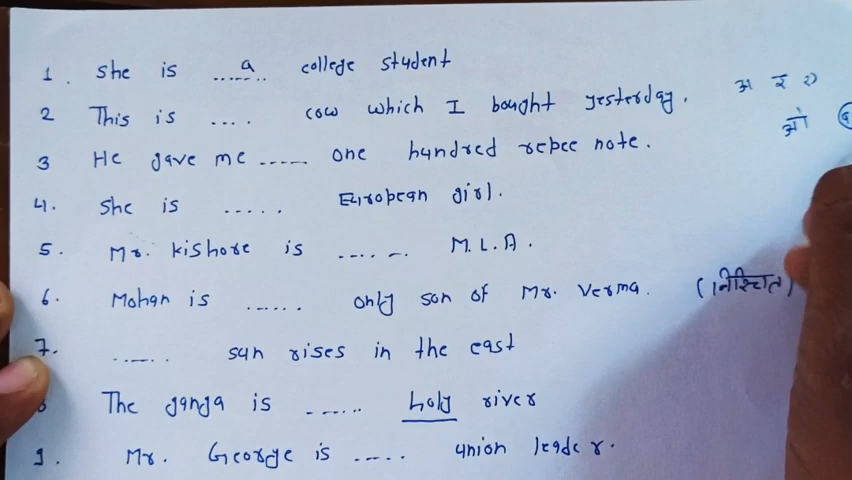 1. She is ..a.. college student
2 This is .... cow which I bought yesterday.
अ इ ए
3 He gave me ..... one hundred repee note.
ओ
4. She is ..... European girl.
5. Mr. Kishore is ..... M.L.A.
6. Mohan is ...... only son of Mr. Verma. (निश्चित)
7. ...... sun rises in the east
8 The ganga is ...... holy river
9. Mr. George is ..... union leader.